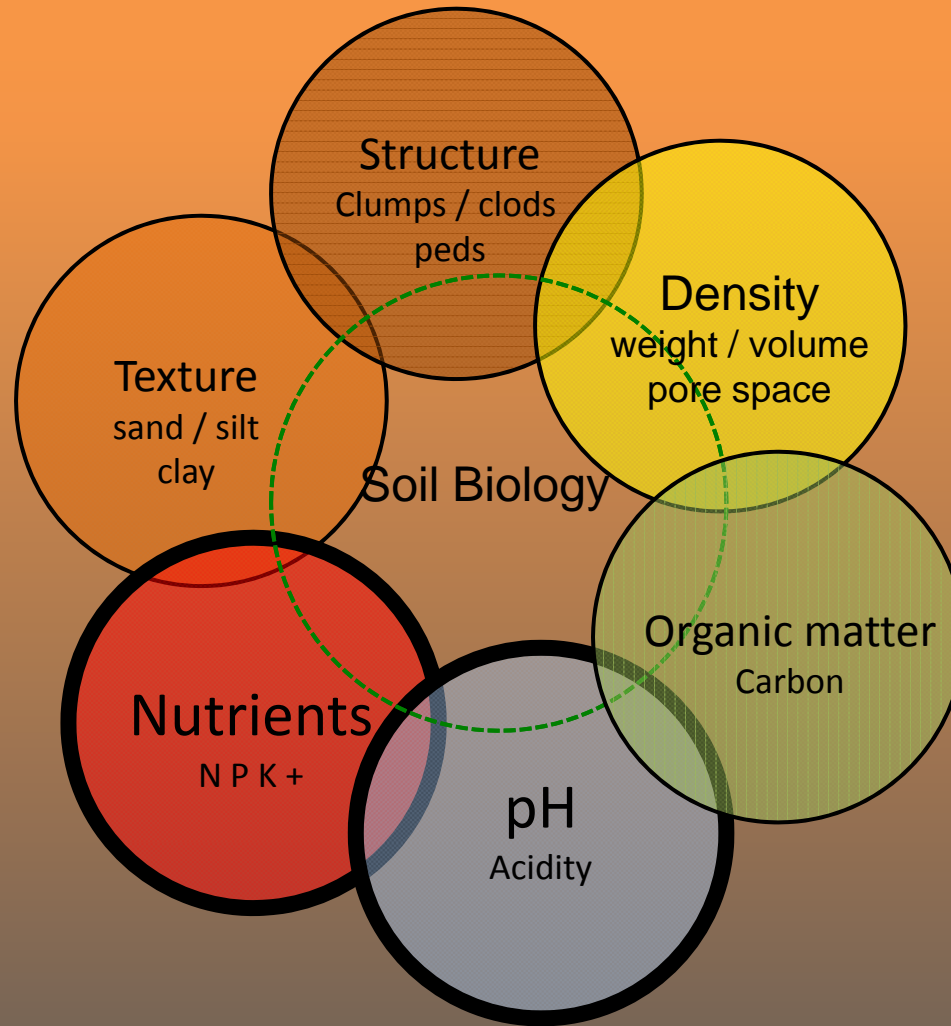 Structure
Clumps / clods
peds
Density
weight / volume
pore space
Texture
sand / silt
clay
Soil Biology
Organic matter
Carbon
Nutrients
N P K +
pH
Acidity